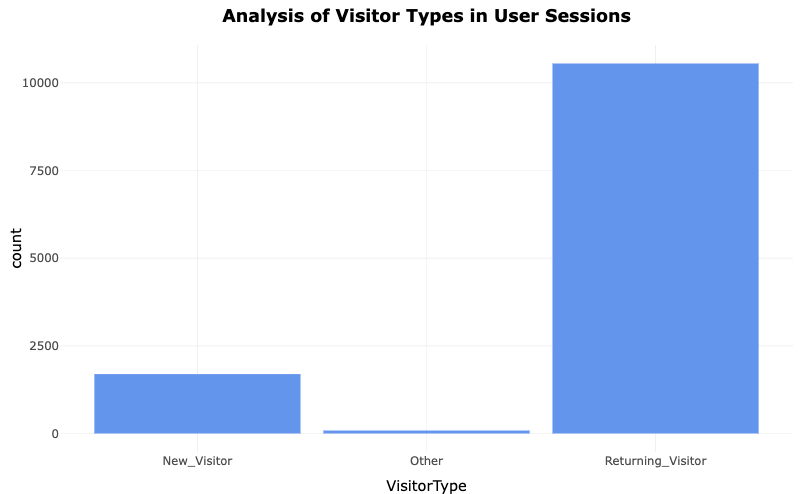 Analysis of Visitor Types in User Sessions
10000
7500
5000
2500
0
count
New_Visitor
Other
Returning_Visitor
VisitorType